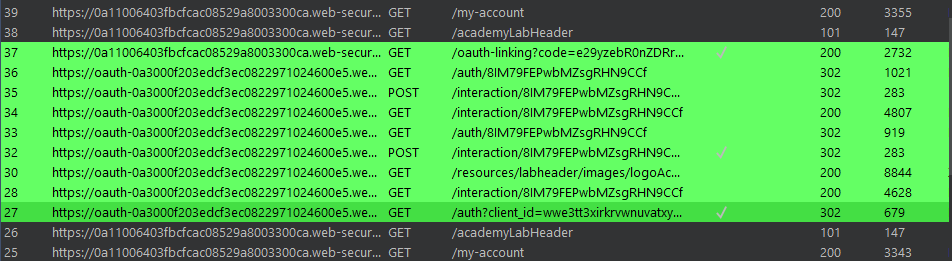 39 https://0a11006403fbcfcac08529a8003300ca.web-secur... GET /my-account 200 3355
38 https://0a11006403fbcfcac08529a8003300ca.web-secur... GET /academyLabHeader 101 147
37 https://0a11006403fbcfcac08529a8003300ca.web-secur... GET /oauth-linking?code=e29yzebR0nZDRr... ✓ 200 2732
36 https://oauth-0a3000f203edcf3ec0822971024600e5.we... GET /auth/8IM79FEPwbMZsgRHN9CCf 302 1021
35 https://oauth-0a3000f203edcf3ec0822971024600e5.we... POST /interaction/8IM79FEPwbMZsgRHN9C... 302 283
34 https://oauth-0a3000f203edcf3ec0822971024600e5.we... GET /interaction/8IM79FEPwbMZsgRHN9CCf 200 4807
33 https://oauth-0a3000f203edcf3ec0822971024600e5.we... GET /auth/8IM79FEPwbMZsgRHN9CCf 302 919
32 https://oauth-0a3000f203edcf3ec0822971024600e5.we... POST /interaction/8IM79FEPwbMZsgRHN9C... ✓ 302 283
30 https://oauth-0a3000f203edcf3ec0822971024600e5.we... GET /resources/labheader/images/logoAc... 200 8844
28 https://oauth-0a3000f203edcf3ec0822971024600e5.we... GET /interaction/8IM79FEPwbMZsgRHN9CCf 200 4628
27 https://oauth-0a3000f203edcf3ec0822971024600e5.we... GET /auth?client_id=wwe3tt3xirkrvwnuvatxy... ✓ 302 679
26 https://0a11006403fbcfcac08529a8003300ca.web-secur... GET /academyLabHeader 101 147
25 https://0a11006403fbcfcac08529a8003300ca.web-secur... GET /my-account 200 3343